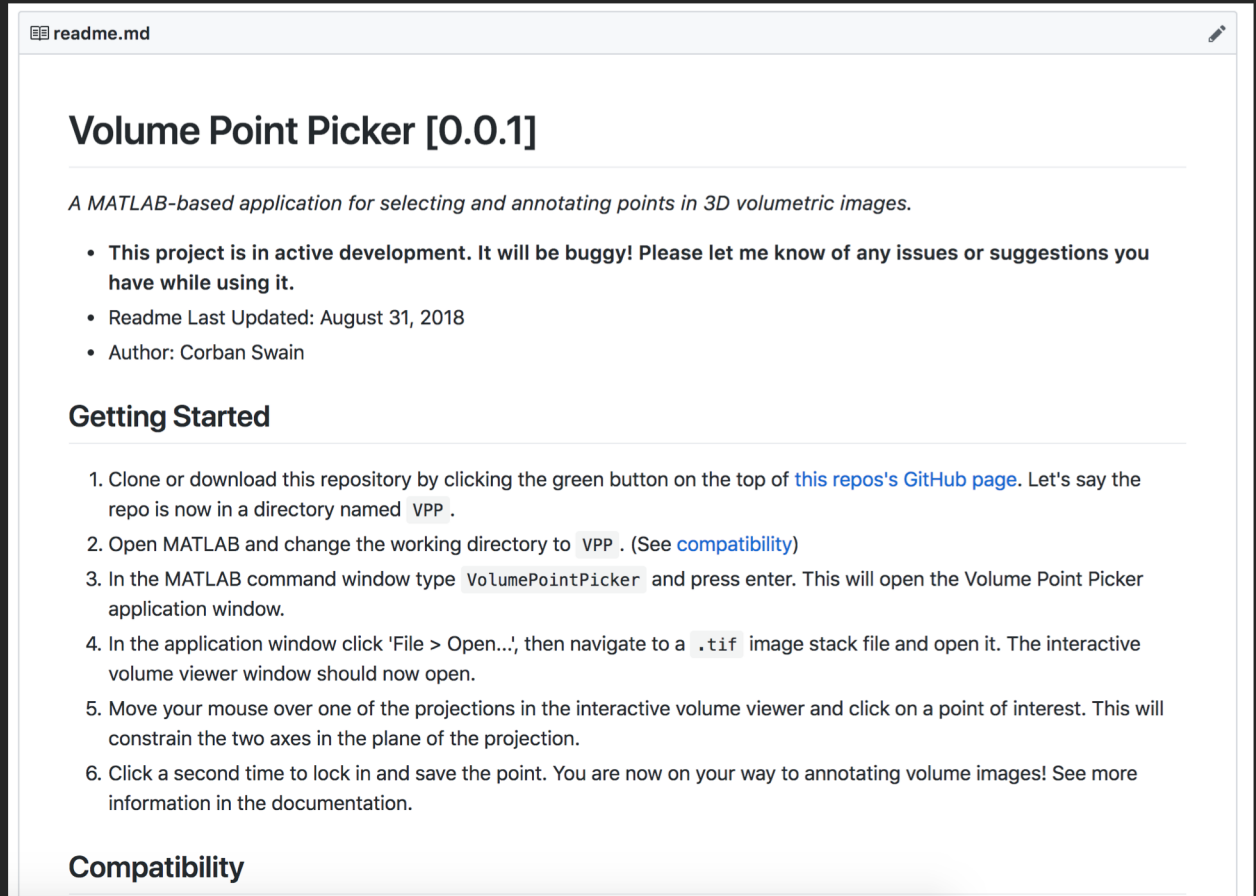 readme.md
Volume Point Picker [0.0.1]
A MATLAB-based application for selecting and annotating points in 3D volumetric images.
• This project is in active development. It will be buggy! Please let me know of any issues or suggestions you
have while using it.
• Readme Last Updated: August 31, 2018
• Author: Corban Swain
Getting Started
1. Clone or download this repository by clicking the green button on the top of this repos's GitHub page. Let's say the
repo is now in a directory named VPP.
2. Open MATLAB and change the working directory to VPP. (See compatibility)
3. In the MATLAB command window type VolumePointPicker and press enter. This will open the Volume Point Picker
application window.
4. In the application window click 'File > Open...', then navigate to a .tif image stack file and open it. The interactive
volume viewer window should now open.
5. Move your mouse over one of the projections in the interactive volume viewer and click on a point of interest. This will
constrain the two axes in the plane of the projection.
6. Click a second time to lock in and save the point. You are now on your way to annotating volume images! See more
information in the documentation.
Compatibility